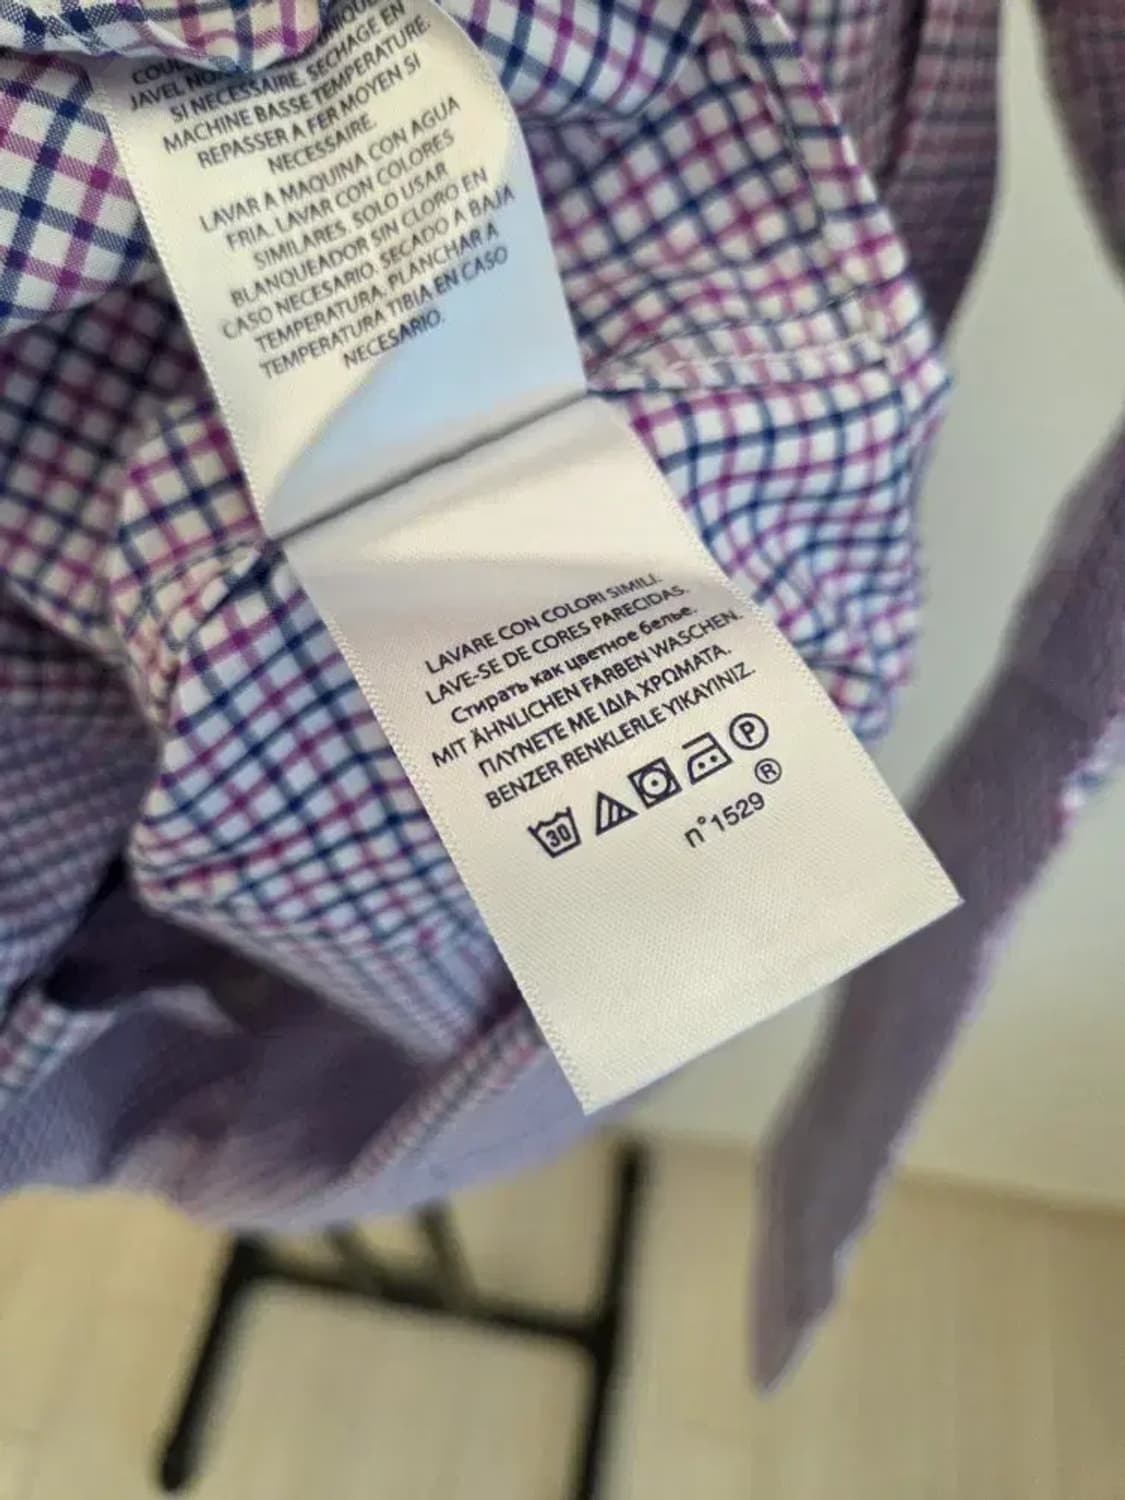 JAVEL
SI NECESSAIRE. SECHAGE EN
MACHINE BASSE TEMPERATURE.
REPASSER A FER MOYEN SI
NECESSAIRE.
LAVAR A MAQUINA CON AGUA
FRIA. LAVAR CON COLORES
SIMILARES. SOLO USAR
BLANQUEADOR SIN CLORO EN
CASO NECESARIO. SECADO A BAJA
TEMPERATURA. PLANCHAR A
TEMPERATURA TIBIA EN CASO
NECESARIO.
LAVARE CON COLORI SIMILI.
LAVE-SE DE CORES PARECIDAS.
Стирать как цветное белье.
MIT ÄHNLICHEN FARBEN WASCHEN.
ΠΛΥΝΕΤΕ ΜΕ ΙΔΙΑ ΧΡΩΜΑΤΑ.
BENZER RENKLERLE YIKAYINIZ.
30 P
n°1529 ®